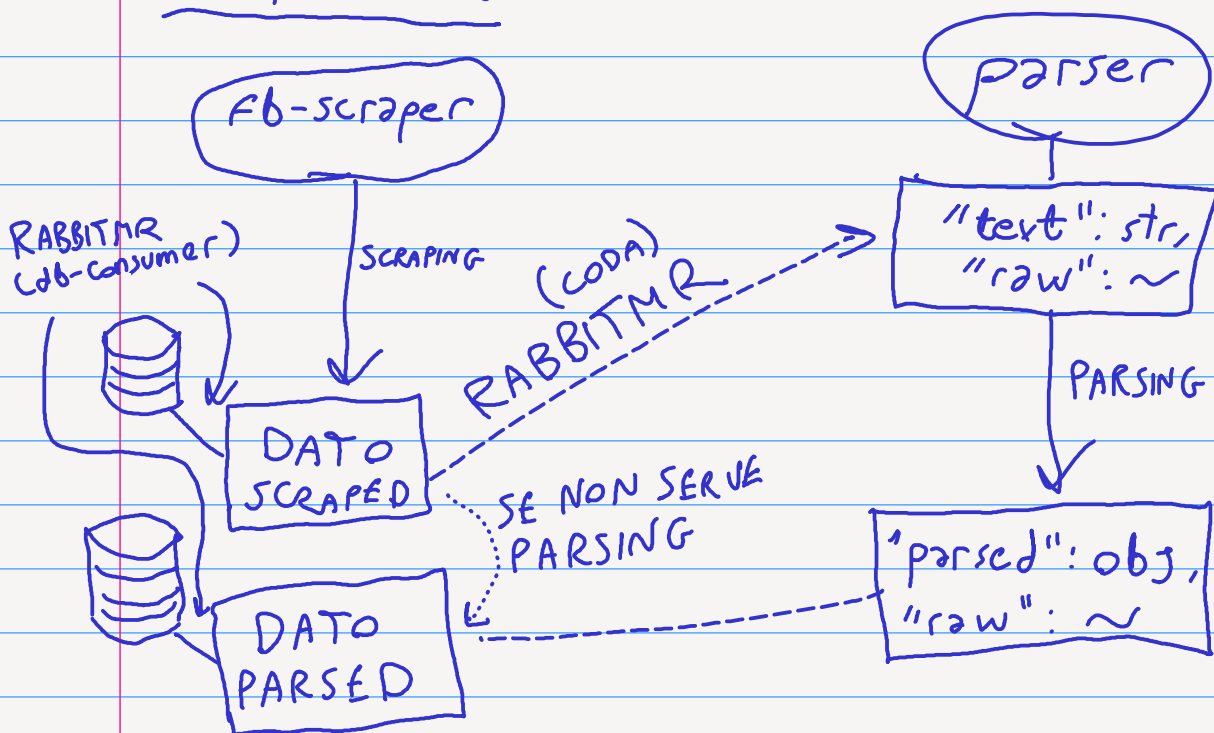 fb-scraper
parser
RABBITMR
(db-consumer)
SCRAPING
(CODA)
RABBITMR
"text": str,
"raw": ~
PARSING
DATO
SCRAPED
SE NON SERVE
PARSING
"parsed": obj,
"raw": ~
DATO
PARSED